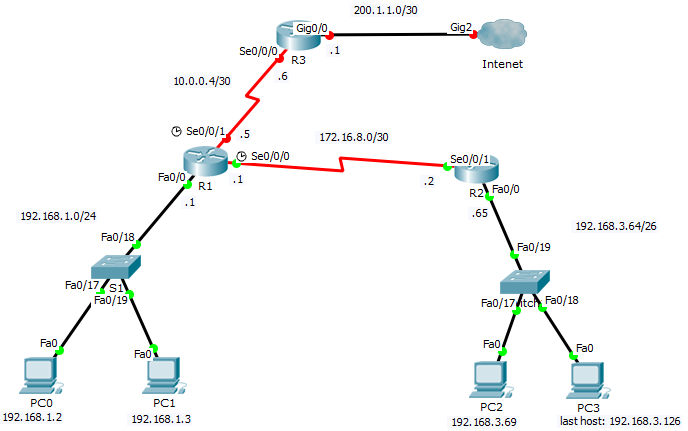 200.1.1.0/30
Gig0/0
Gig2
.1
Intenet
Se0/0/0
R3
.6
10.0.0.4/30
Se0/0/1
.5
172.16.8.0/30
Se0/0/0
Se0/0/1
Fa0/0
R1
.1
.2
R2
Fa0/0
.1
.65
192.168.1.0/24
192.168.3.64/26
Fa0/18
Fa0/19
Fa0/17
S1
Fa0/19
Fa0/17
itch
Fa0/18
Fa0
Fa0
Fa0
Fa0
PC0
PC1
PC2
PC3
192.168.1.2
192.168.1.3
192.168.3.69
last host: 192.168.3.126